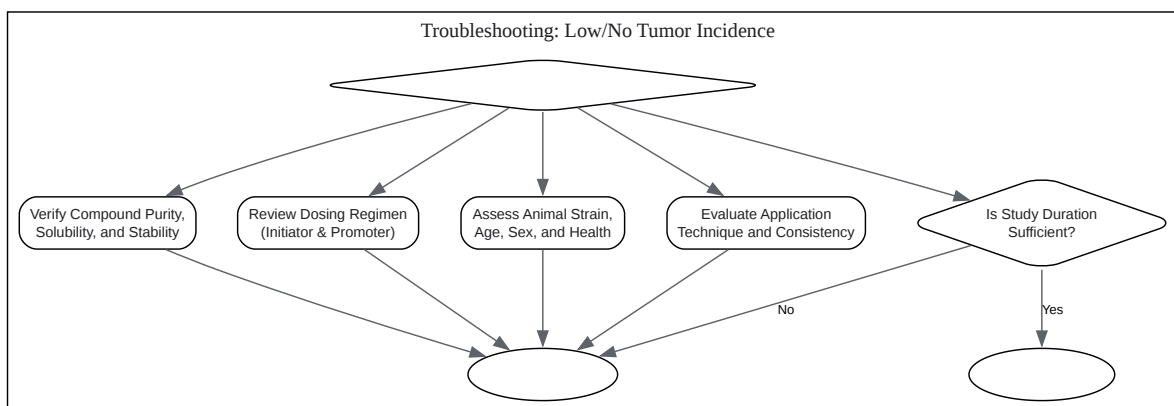 Troubleshooting: Low/No Tumor Incidence
Verify Compound Purity,
Solubility, and Stability
Review Dosing Regimen
(Initiator & Promoter)
Assess Animal Strain,
Age, Sex, and Health
Evaluate Application
Technique and Consistency
Is Study Duration
Sufficient?
No
Yes